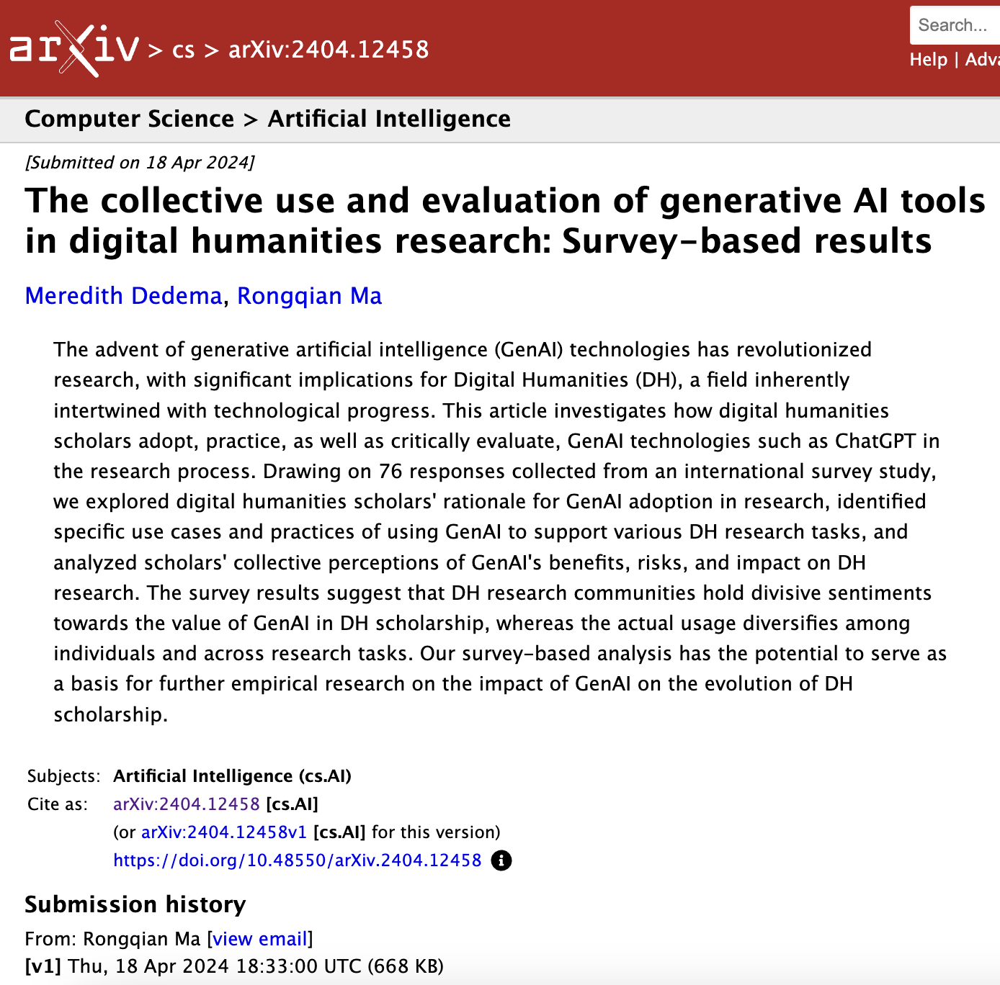 arXiv > cs > arXiv:2404.12458
Search...
Help | Adva
Computer Science > Artificial Intelligence
[Submitted on 18 Apr 2024]
The collective use and evaluation of generative AI tools
in digital humanities research: Survey-based results
Meredith Dedema, Rongqian Ma
The advent of generative artificial intelligence (GenAI) technologies has revolutionized
research, with significant implications for Digital Humanities (DH), a field inherently
intertwined with technological progress. This article investigates how digital humanities
scholars adopt, practice, as well as critically evaluate, GenAI technologies such as ChatGPT in
the research process. Drawing on 76 responses collected from an international survey study,
we explored digital humanities scholars' rationale for GenAI adoption in research, identified
specific use cases and practices of using GenAI to support various DH research tasks, and
analyzed scholars' collective perceptions of GenAI's benefits, risks, and impact on DH
research. The survey results suggest that DH research communities hold divisive sentiments
towards the value of GenAI in DH scholarship, whereas the actual usage diversifies among
individuals and across research tasks. Our survey-based analysis has the potential to serve as
a basis for further empirical research on the impact of GenAI on the evolution of DH
scholarship.
Subjects: Artificial Intelligence (cs.AI)
Cite as: arXiv:2404.12458 [cs.AI]
(or arXiv:2404.12458v1 [cs.AI] for this version)
https://doi.org/10.48550/arXiv.2404.12458
Submission history
From: Rongqian Ma [view email]
[v1] Thu, 18 Apr 2024 18:33:00 UTC (668 KB)